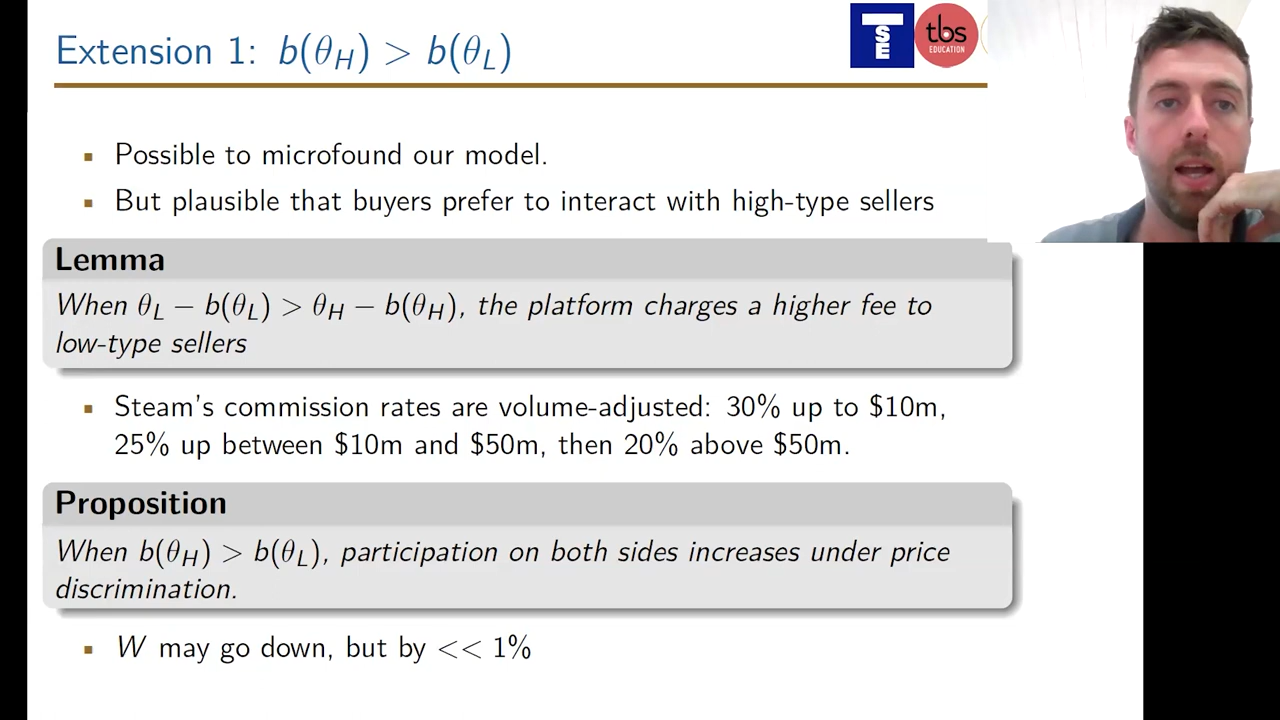 Extension 1: b(θ_H) > b(θ_L)
TSE
tbs
EDUCATION
Possible to microfound our model.
But plausible that buyers prefer to interact with high-type sellers
Lemma
When θ_L − b(θ_L) > θ_H − b(θ_H), the platform charges a higher fee to
low-type sellers
Steam's commission rates are volume-adjusted: 30% up to $10m,
25% up between $10m and $50m, then 20% above $50m.
Proposition
When b(θ_H) > b(θ_L), participation on both sides increases under price
discrimination.
W may go down, but by << 1%